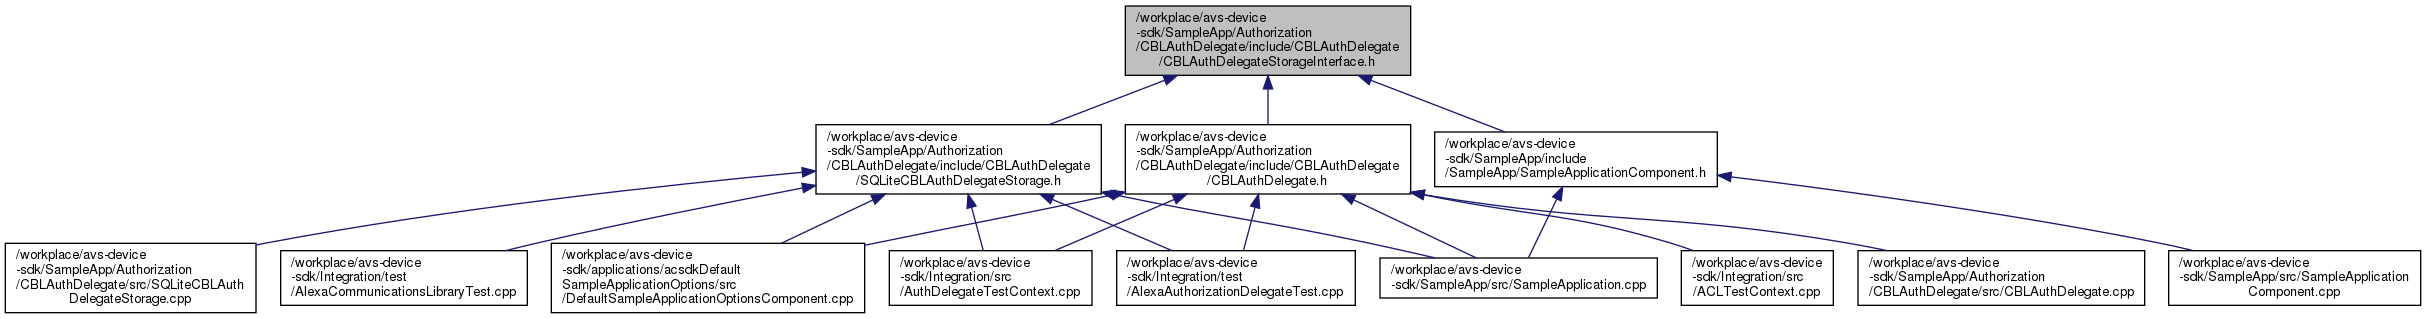 /workplace/avs-device
-sdk/SampleApp/Authorization
/CBLAuthDelegate/include/CBLAuthDelegate
/CBLAuthDelegateStorageInterface.h
/workplace/avs-device
-sdk/SampleApp/Authorization
/CBLAuthDelegate/include/CBLAuthDelegate
/SQLiteCBLAuthDelegateStorage.h
/workplace/avs-device
-sdk/SampleApp/Authorization
/CBLAuthDelegate/include/CBLAuthDelegate
/CBLAuthDelegate.h
/workplace/avs-device
-sdk/SampleApp/include
/SampleApp/SampleApplicationComponent.h
/workplace/avs-device
-sdk/SampleApp/Authorization
/CBLAuthDelegate/src/SQLiteCBLAuth
DelegateStorage.cpp
/workplace/avs-device
-sdk/Integration/test
/AlexaCommunicationsLibraryTest.cpp
/workplace/avs-device
-sdk/applications/acsdkDefault
SampleApplicationOptions/src
/DefaultSampleApplicationOptionsComponent.cpp
/workplace/avs-device
-sdk/Integration/src
/AuthDelegateTestContext.cpp
/workplace/avs-device
-sdk/Integration/test
/AlexaAuthorizationDelegateTest.cpp
/workplace/avs-device
-sdk/SampleApp/src/SampleApplication.cpp
/workplace/avs-device
-sdk/Integration/src
/ACLTestContext.cpp
/workplace/avs-device
-sdk/SampleApp/Authorization
/CBLAuthDelegate/src/CBLAuthDelegate.cpp
/workplace/avs-device
-sdk/SampleApp/src/SampleApplication
Component.cpp